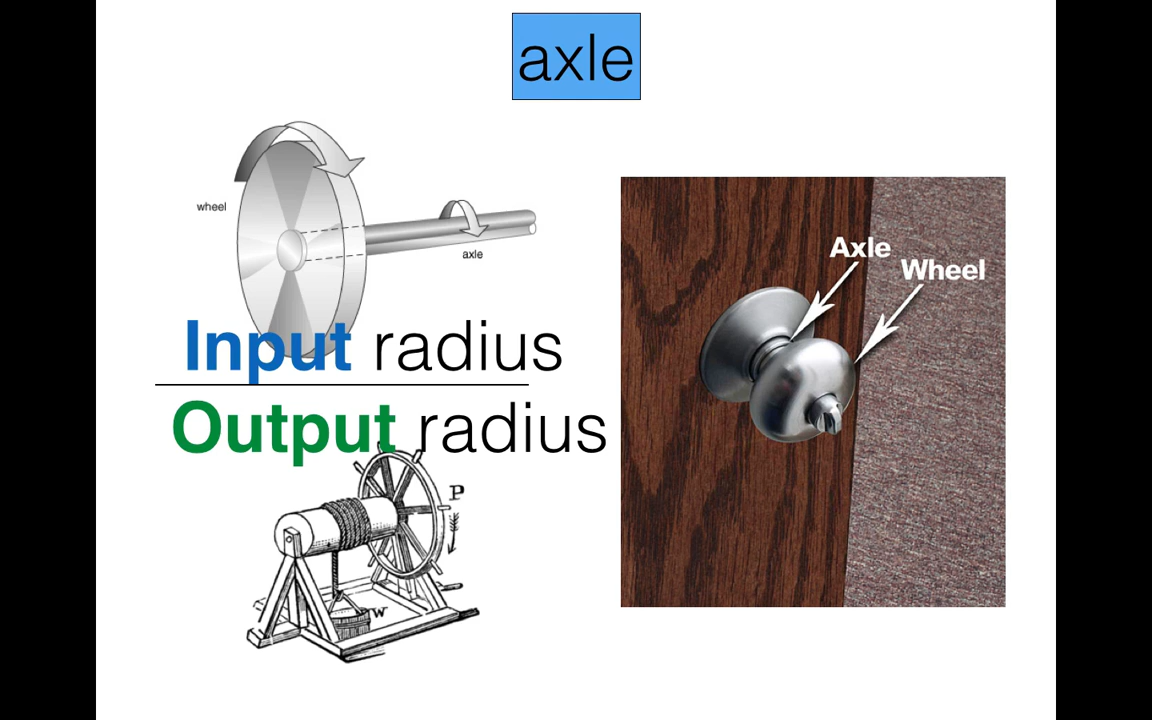 axle
wheel
axle
Input radius
Output radius
P
W
Axle
Wheel